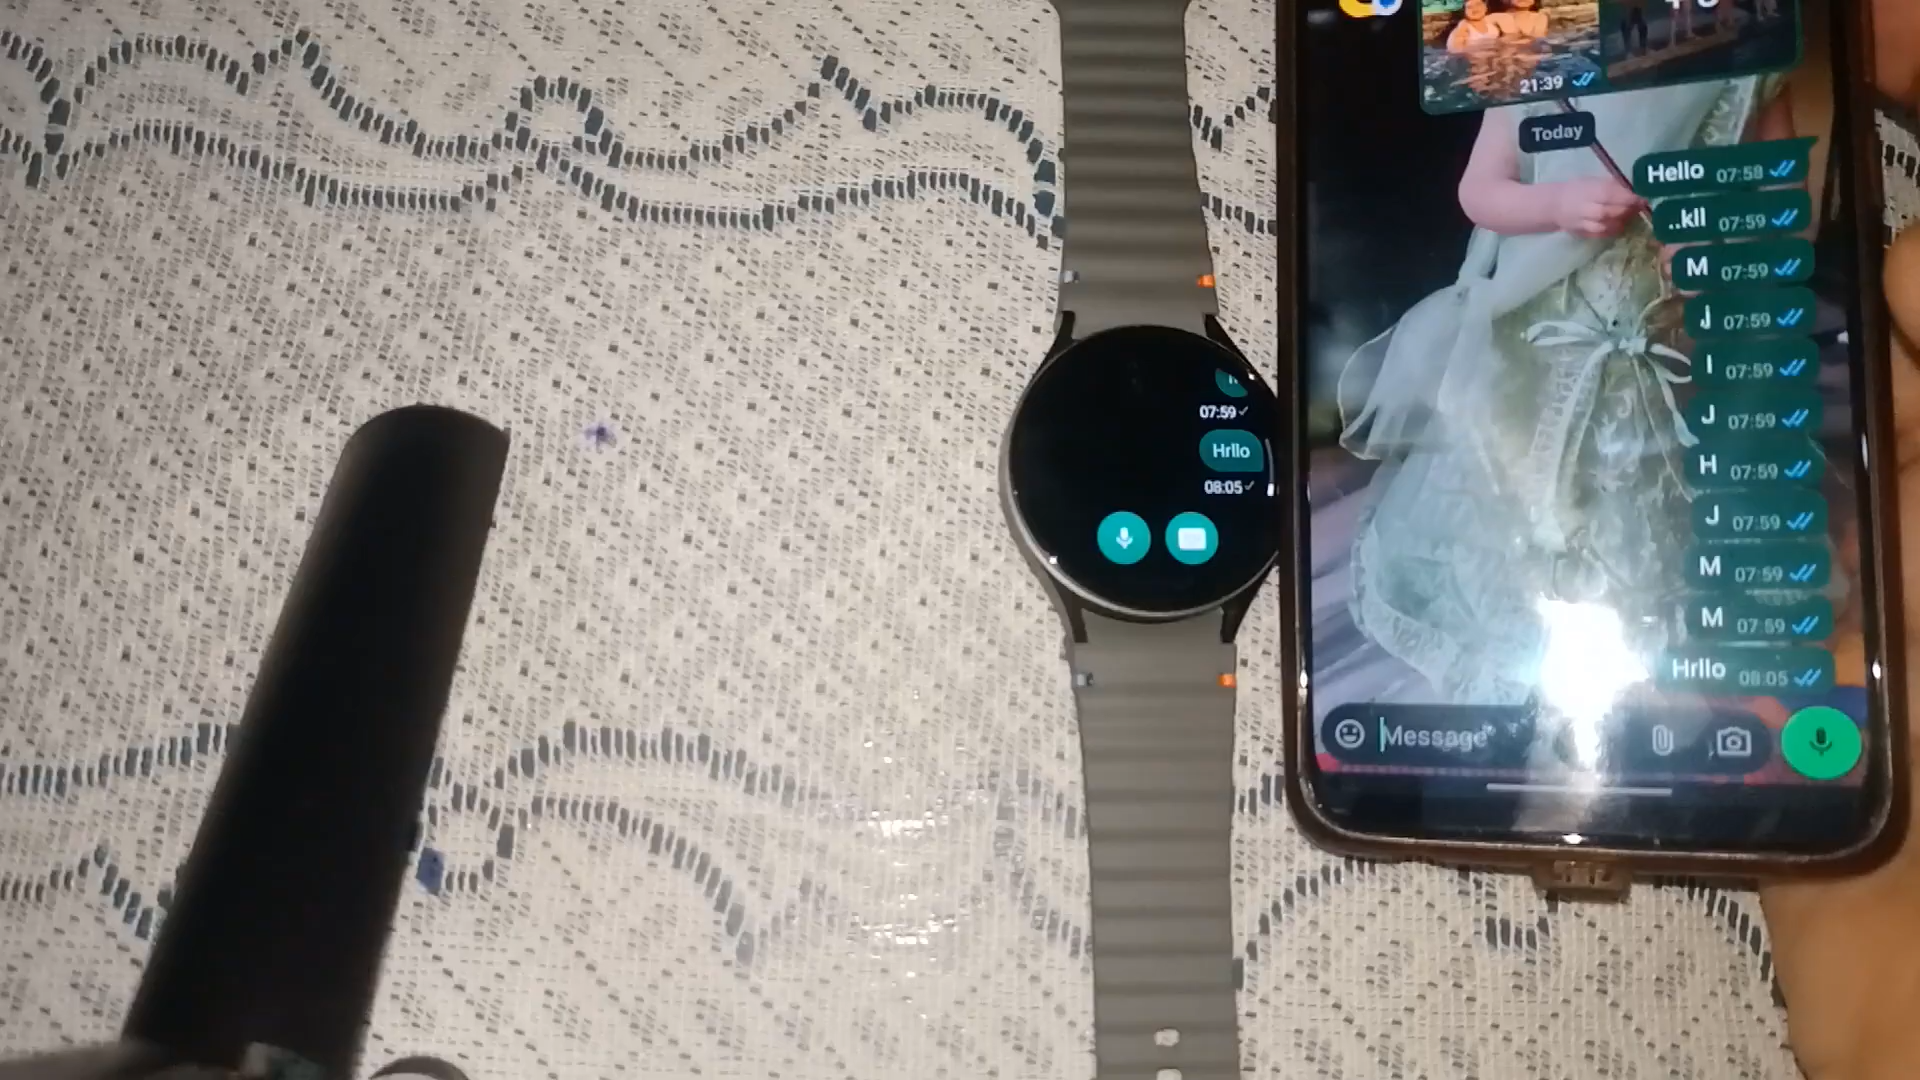 07:59
Hrllo
08:05
21:39
Today
Hello 07:58
..kll 07:59
M 07:59
J 07:59
I 07:59
J 07:59
H 07:59
J 07:59
M 07:59
M 07:59
Hrllo 08:05
Message